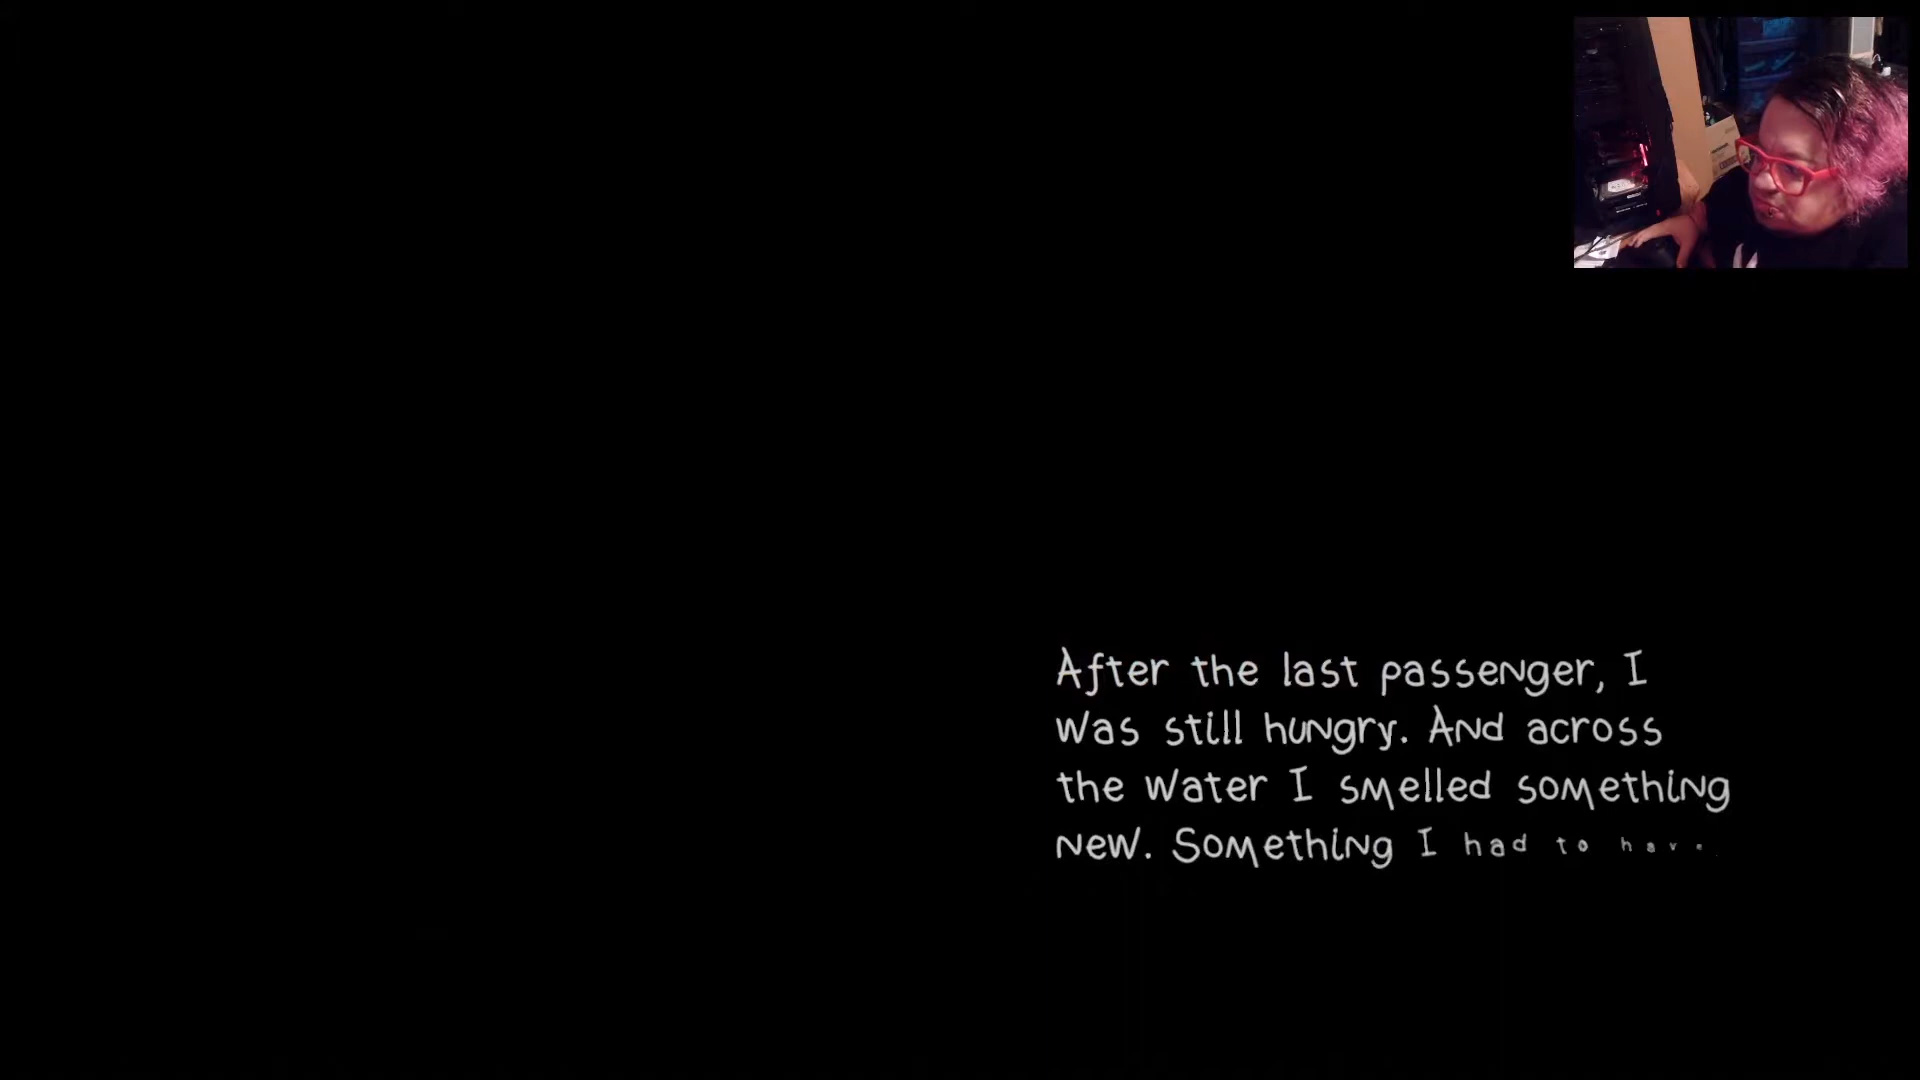 After the last passenger, I
was still hungry. And across
the water I smelled something
new. Something I had to have